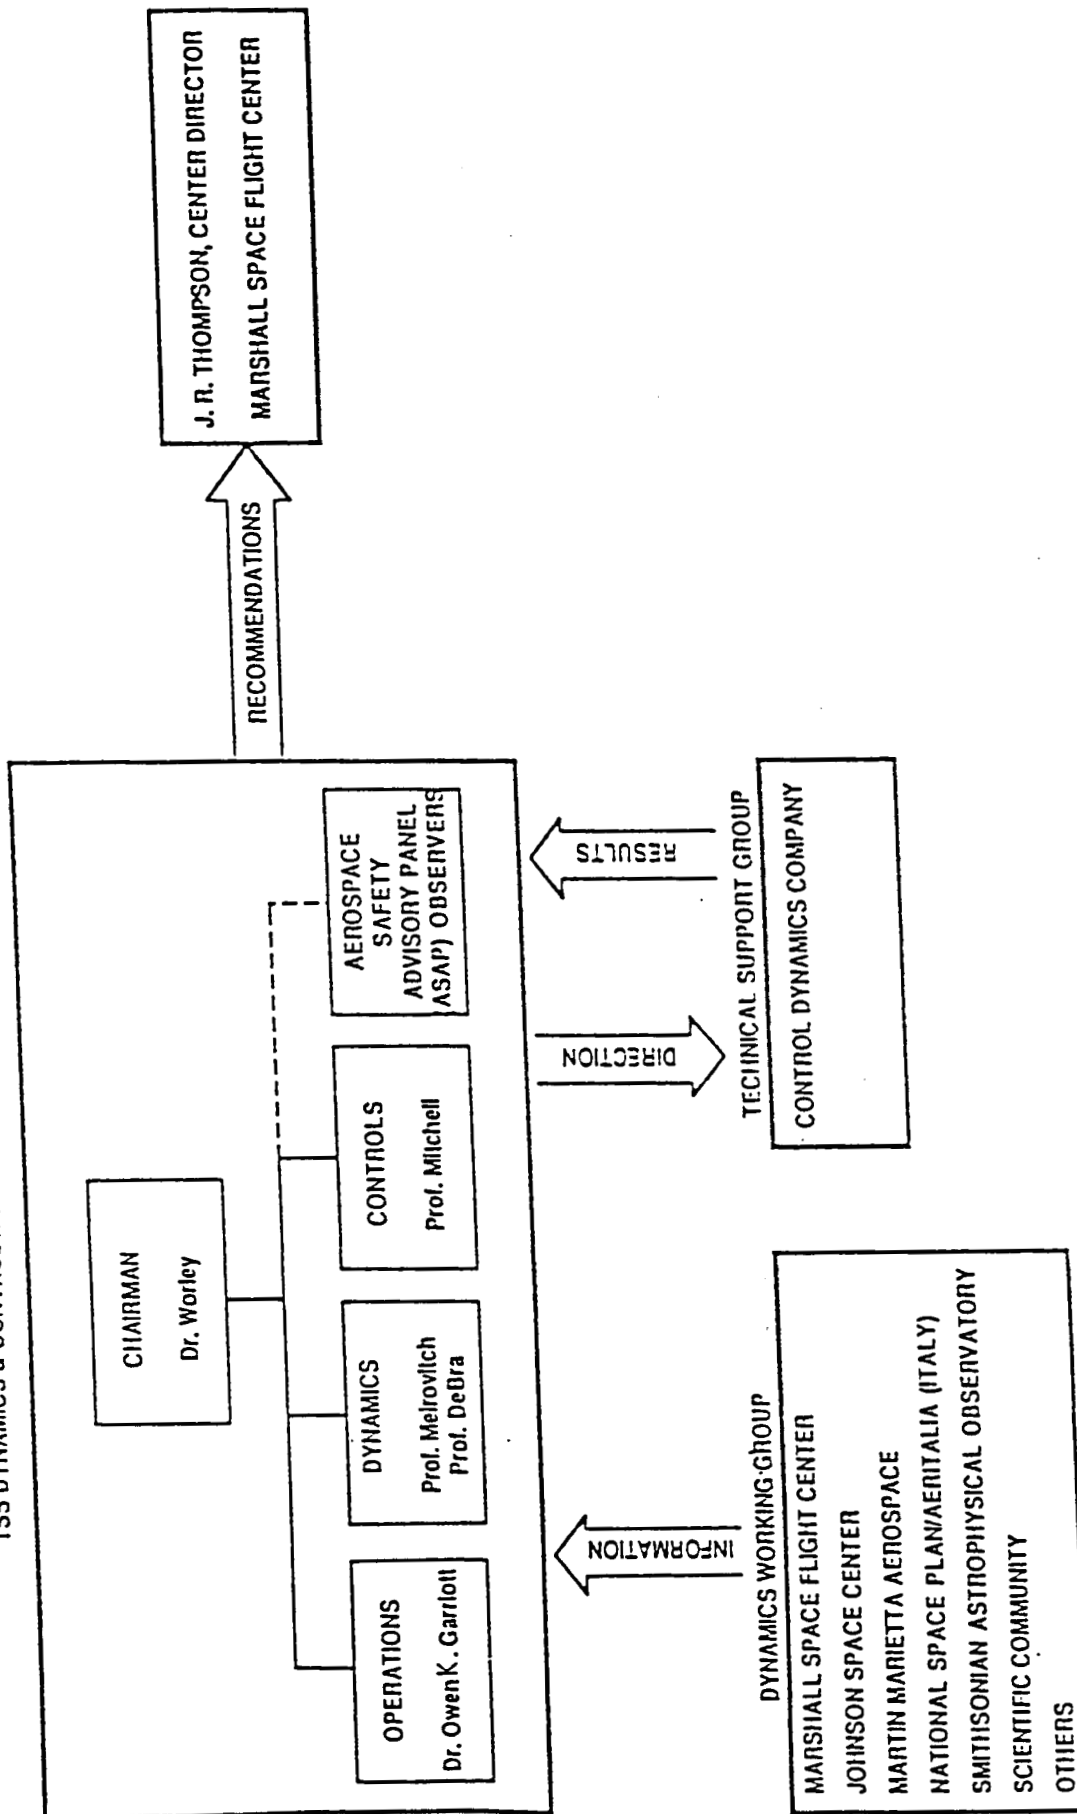 TSS DYNAMICS &
CHAIRMAN
Dr. Worley
OPERATIONS
Dr. Owen K. Garriott
DYNAMICS
Prof. Meirovitch
Prof. DeBra
CONTROLS
Prof. Mitchell
AEROSPACE
SAFETY
ADVISORY PANEL
(ASAP) OBSERVERS
RECOMMENDATIONS
J. R. THOMPSON, CENTER DIRECTOR
MARSHALL SPACE FLIGHT CENTER
INFORMATION
DIRECTION
RESULTS
DYNAMICS WORKING GROUP
MARSHALL SPACE FLIGHT CENTER
JOHNSON SPACE CENTER
MARTIN MARIETTA AEROSPACE
NATIONAL SPACE PLAN/AERITALIA (ITALY)
SMITHSONIAN ASTROPHYSICAL OBSERVATORY
SCIENTIFIC COMMUNITY
OTHERS
TECHNICAL SUPPORT GROUP
CONTROL DYNAMICS COMPANY